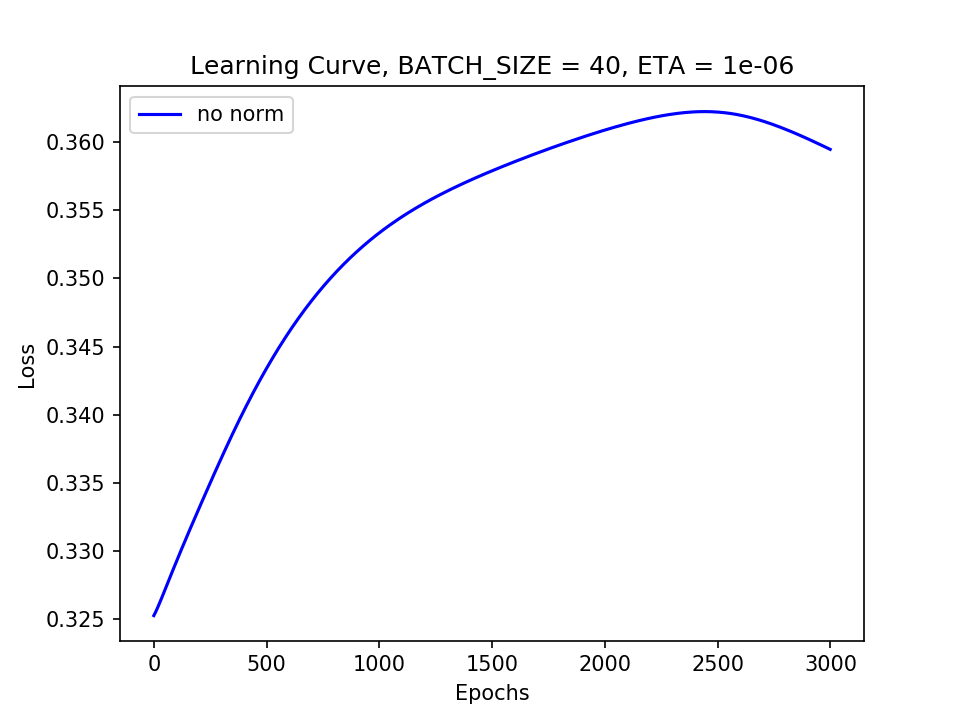 Learning Curve, BATCH_SIZE = 40, ETA = 1e-06
no norm
0.360
0.355
0.350
0.345
0.340
0.335
0.330
0.325
Loss
0 500 1000 1500 2000 2500 3000
Epochs